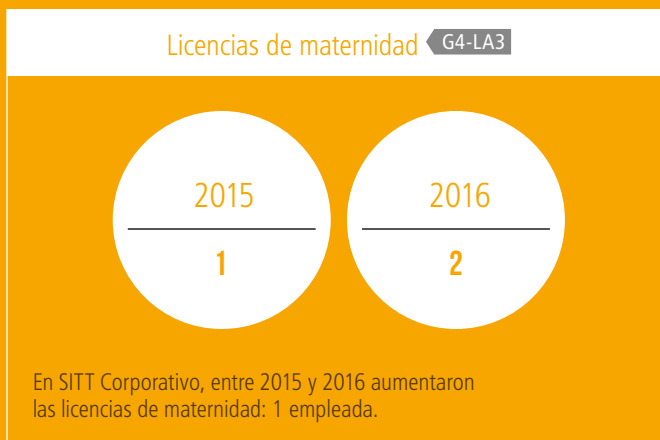 Licencias de maternidad G4-LA3
2015 2016
1 2
En SITT Corporativo, entre 2015 y 2016 aumentaron
las licencias de maternidad: 1 empleada.